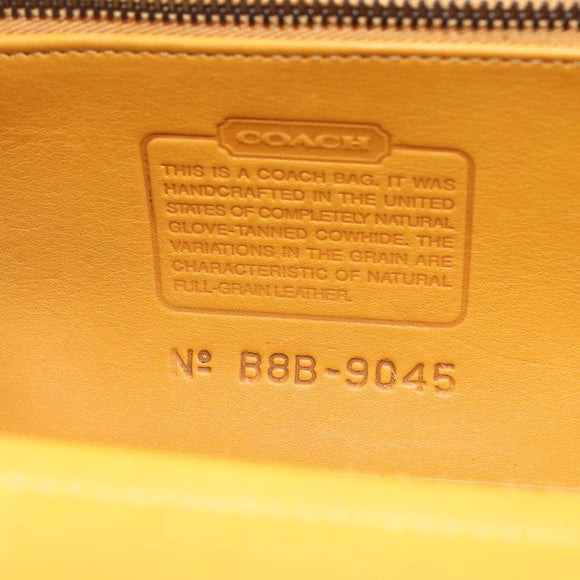 COACH
THIS IS A COACH BAG. IT WAS
HANDCRAFTED IN THE UNITED
STATES OF COMPLETELY NATURAL
GLOVE-TANNED COWHIDE. THE
VARIATIONS IN THE GRAIN ARE
CHARACTERISTIC OF NATURAL
FULL-GRAIN LEATHER.
Nº B8B-9045